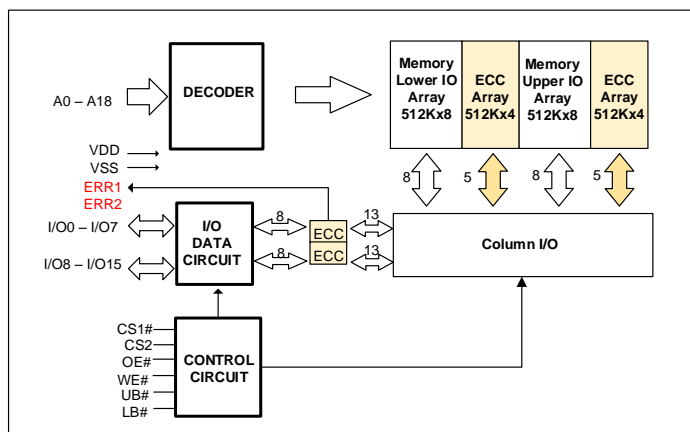 A0 – A18
DECODER
Memory
Lower IO
Array
512Kx8
ECC
Array
512Kx4
Memory
Upper IO
Array
512Kx8
ECC
Array
512Kx4
VDD
VSS
ERR1
ERR2
8
5
8
5
I/O0 – I/O7
I/O8 – I/O15
I/O
DATA
CIRCUIT
8
8
ECC
ECC
13
13
Column I/O
CS1#
CS2
OE#
WE#
UB#
LB#
CONTROL
CIRCUIT